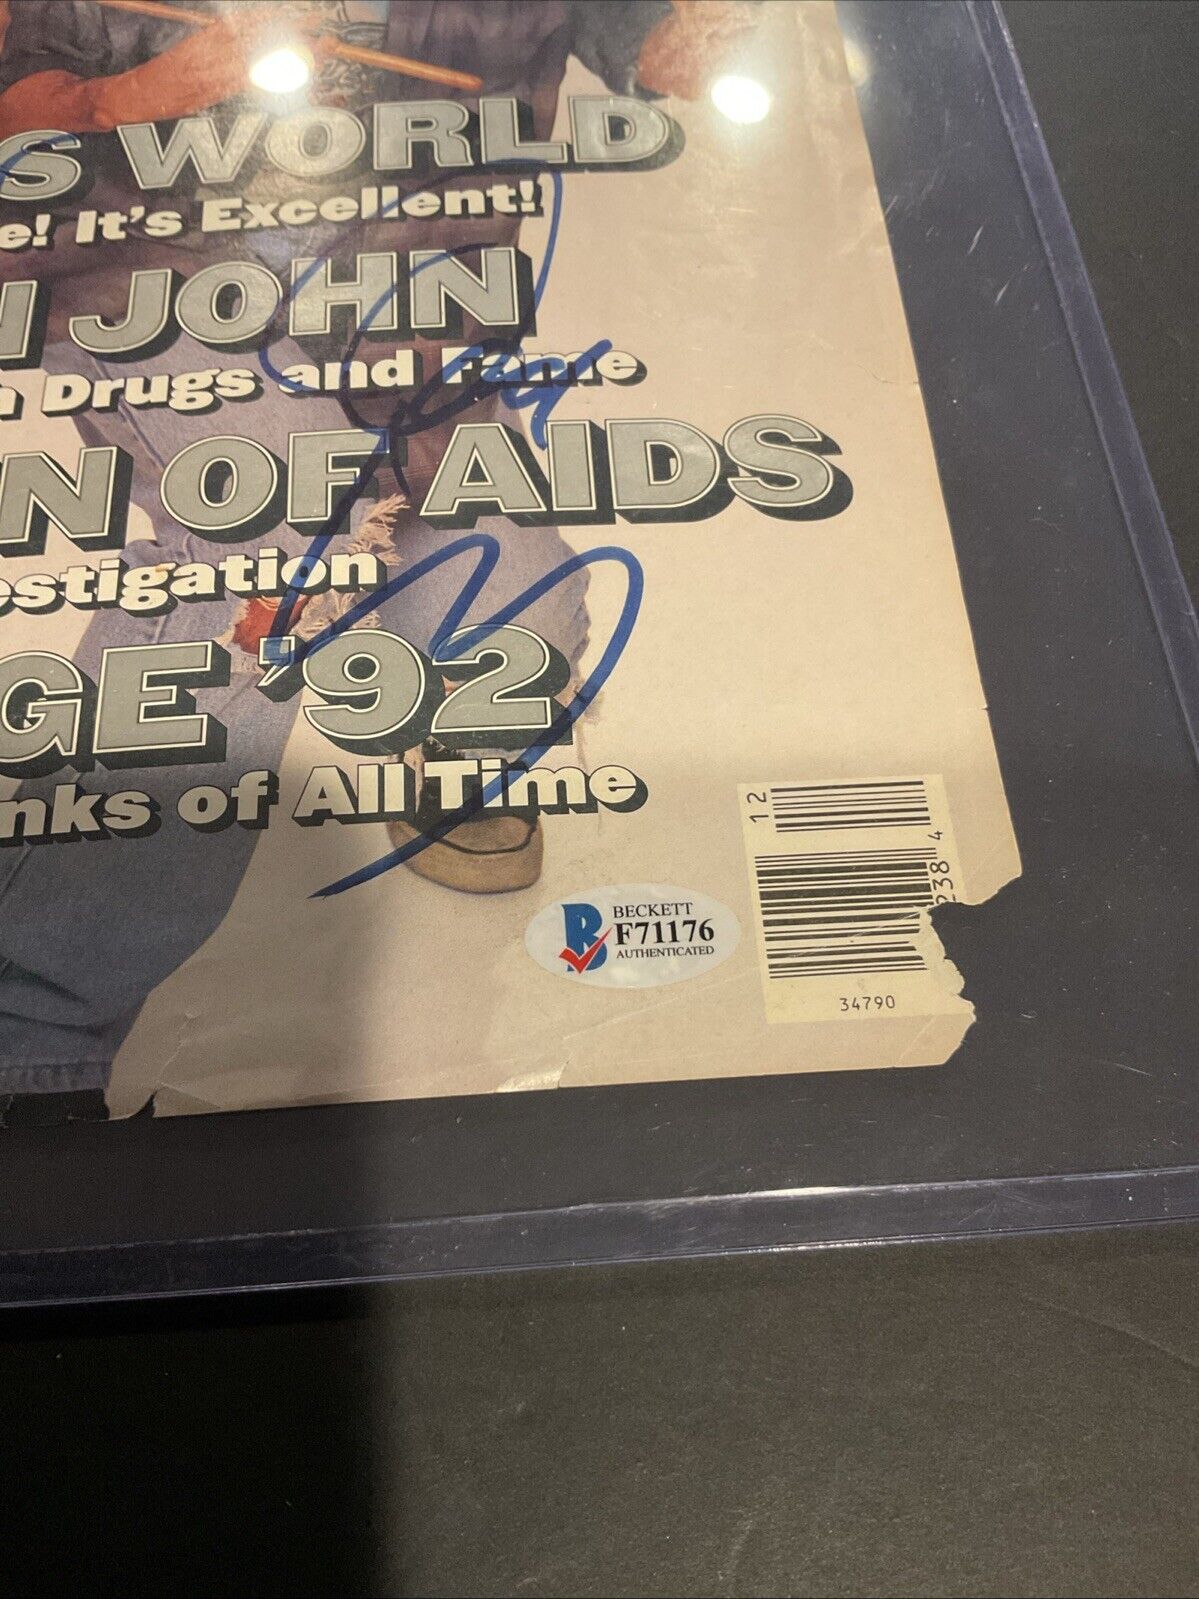 S WORLD
e! It's Excellent!
N JOHN
n Drugs and Fame
N OF AIDS
estigation
GE '92
nks of All Time
12
238 4
BECKETT
F71176
AUTHENTICATED
34790